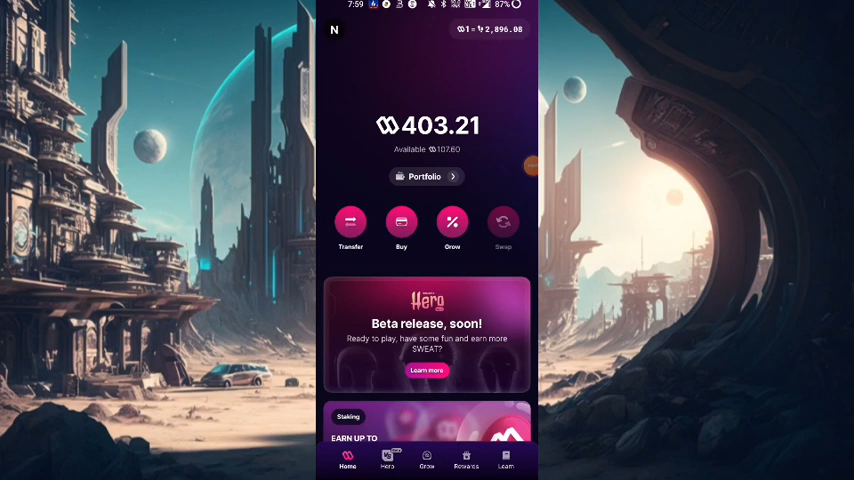 7:59
87%
N
1 = 2,896.08
403.21
Available 107.60
Portfolio
Transfer
Buy
Grow
Swap
Hero
Beta release, soon!
Ready to play, have some fun and earn more
SWEAT?
Learn more
Staking
EARN UP TO
Home
Hero
Grow
Rewards
Learn